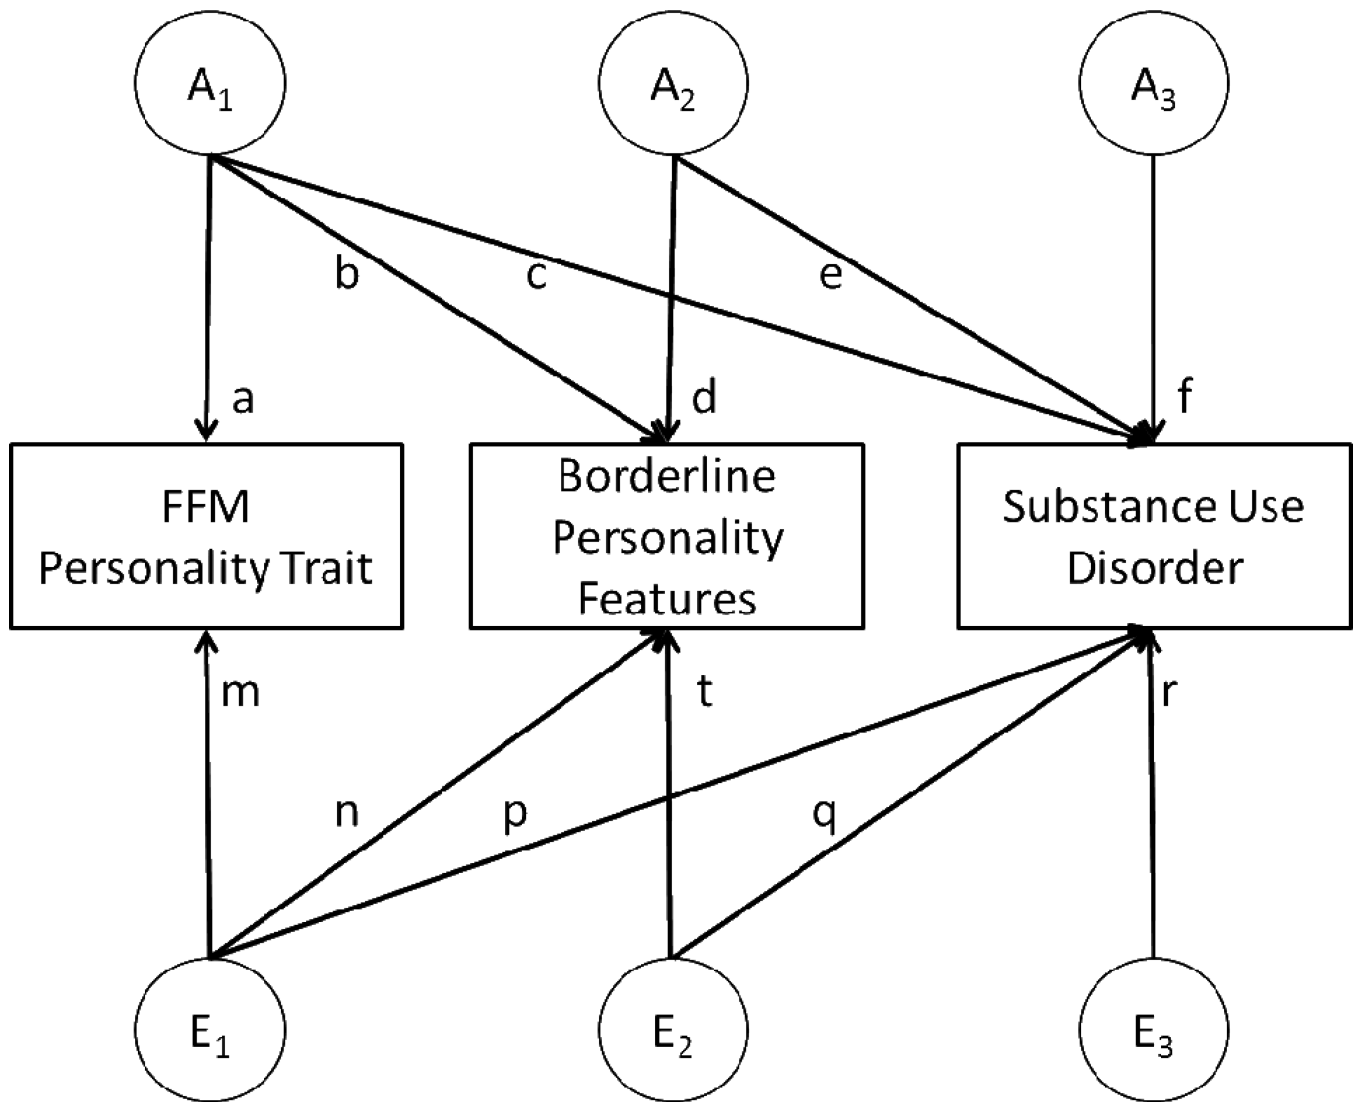 A₁
A₂
A₃
b
c
e
a
d
f
FFM
Personality Trait
Borderline
Personality
Features
Substance Use
Disorder
m
t
r
n
p
q
E₁
E₂
E₃